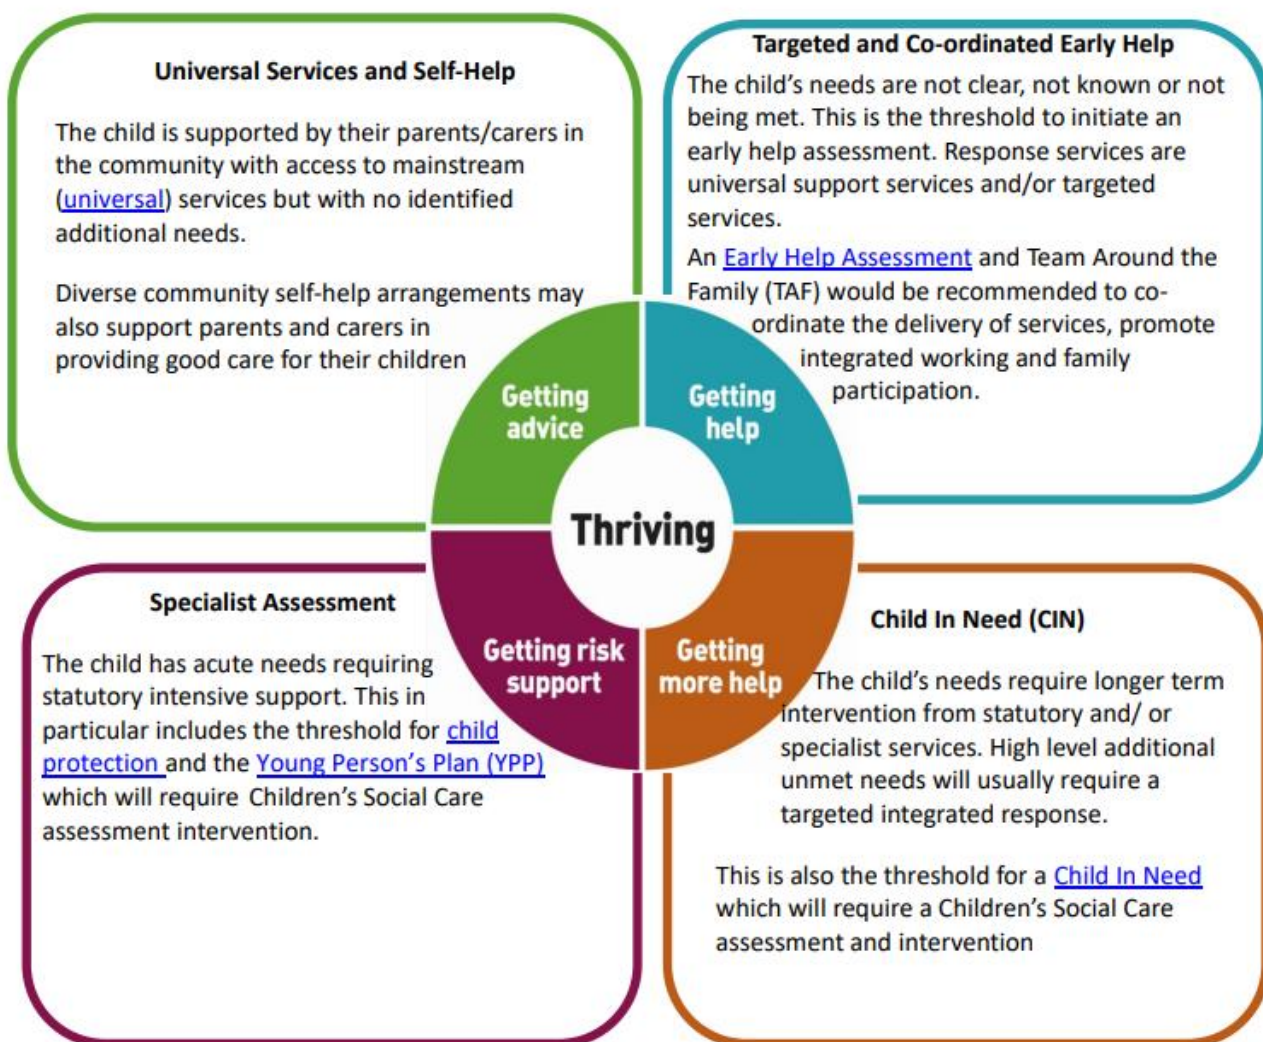 Universal Services and Self-Help
The child is supported by their parents/carers in
the community with access to mainstream
(universal) services but with no identified
additional needs.
Diverse community self-help arrangements may
also support parents and carers in
providing good care for their children
Targeted and Co-ordinated Early Help
The child’s needs are not clear, not known or not
being met. This is the threshold to initiate an
early help assessment. Response services are
universal support services and/or targeted
services.
An Early Help Assessment and Team Around the
Family (TAF) would be recommended to co-
ordinate the delivery of services, promote
integrated working and family
participation.
Getting
advice
Getting
help
Thriving
Getting risk
support
Getting
more help
Specialist Assessment
The child has acute needs requiring
statutory intensive support. This in
particular includes the threshold for child
protection and the Young Person’s Plan (YPP)
which will require Children’s Social Care
assessment intervention.
Child In Need (CIN)
The child’s needs require longer term
intervention from statutory and/ or
specialist services. High level additional
unmet needs will usually require a
targeted integrated response.
This is also the threshold for a Child In Need
which will require a Children’s Social Care
assessment and intervention